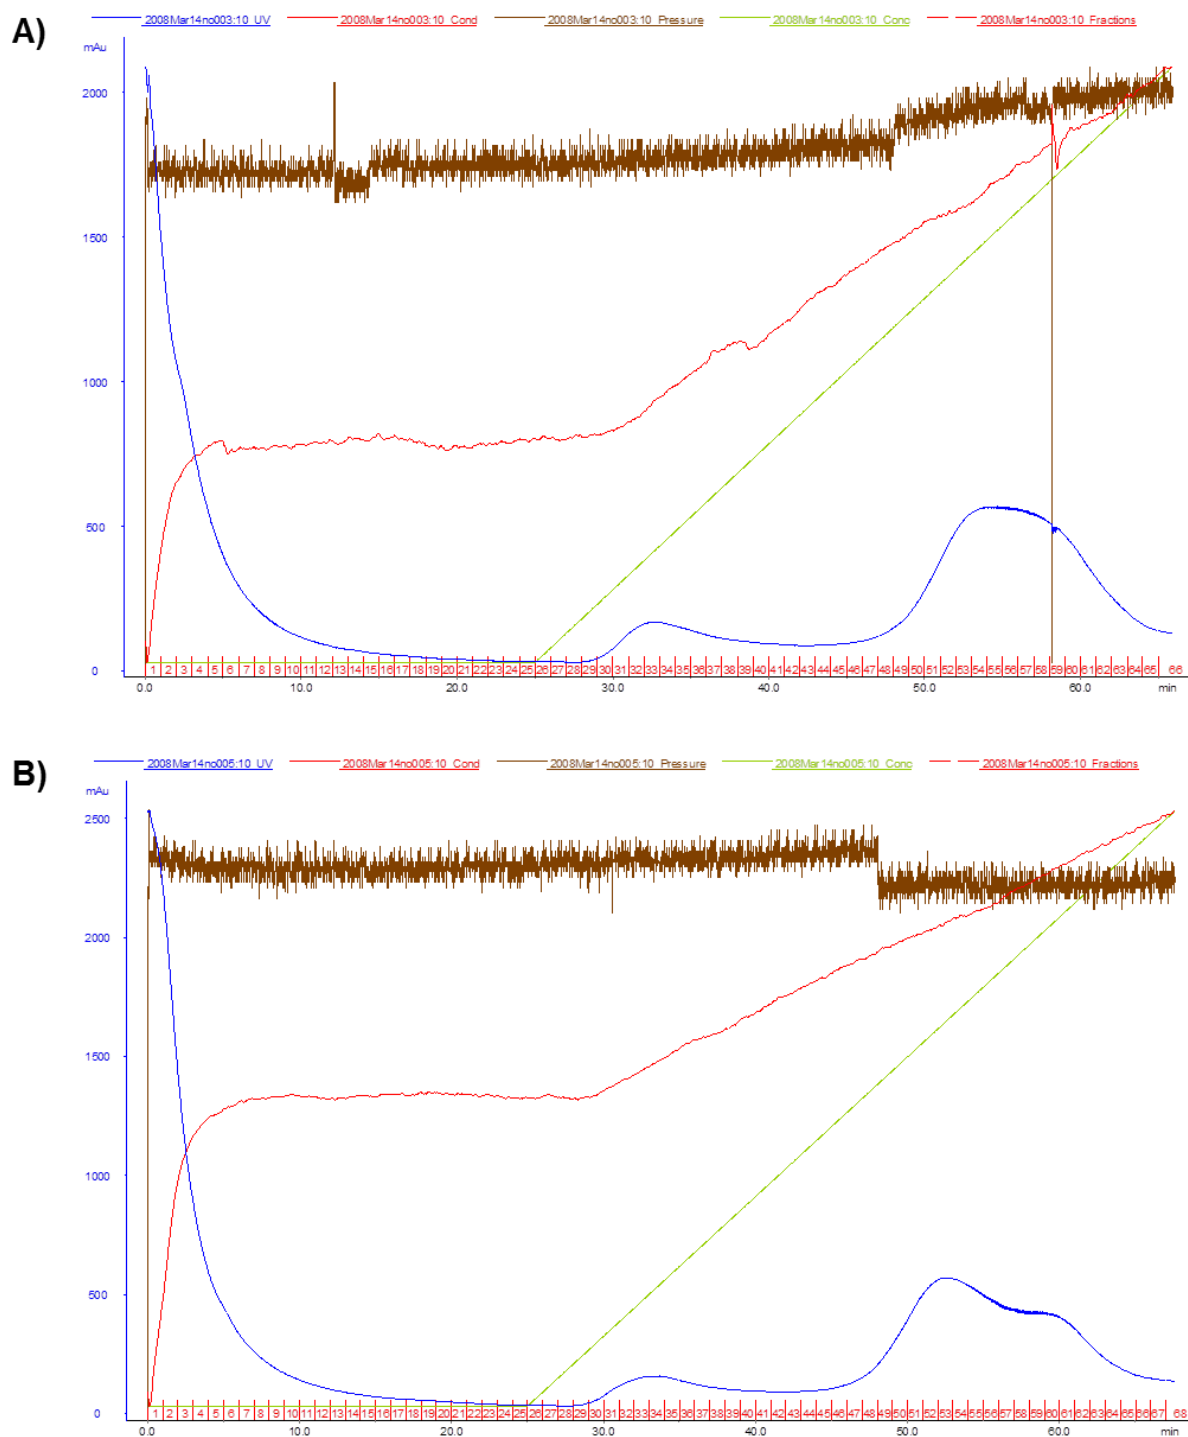 A)
2008Mar14no003:10_UV 2008Mar14no003:10_Cond 2008Mar14no003:10_Pressure 2008Mar14no003:10_Conc 2008Mar14no003:10_Fractions
mAu
2000
1500
1000
500
0
1 2 3 4 5 6 7 8 9 10 11 12 13 14 15 16 17 18 19 20 21 22 23 24 25 26 27 28 29 30 31 32 33 34 35 36 37 38 39 40 41 42 43 44 45 46 47 48 49 50 51 52 53 54 55 56 57 58 59 60 61 62 63 64 65 66
0.0 10.0 20.0 30.0 40.0 50.0 60.0 min
B)
2008Mar14no005:10_UV 2008Mar14no005:10_Cond 2008Mar14no005:10_Pressure 2008Mar14no005:10_Conc 2008Mar14no005:10_Fractions
mAu
2500
2000
1500
1000
500
0
1 2 3 4 5 6 7 8 9 10 11 12 13 14 15 16 17 18 19 20 21 22 23 24 25 26 27 28 29 30 31 32 33 34 35 36 37 38 39 40 41 42 43 44 45 46 47 48 49 50 51 52 53 54 55 56 57 58 59 60 61 62 63 64 65 66 67 68
0.0 10.0 20.0 30.0 40.0 50.0 60.0 min